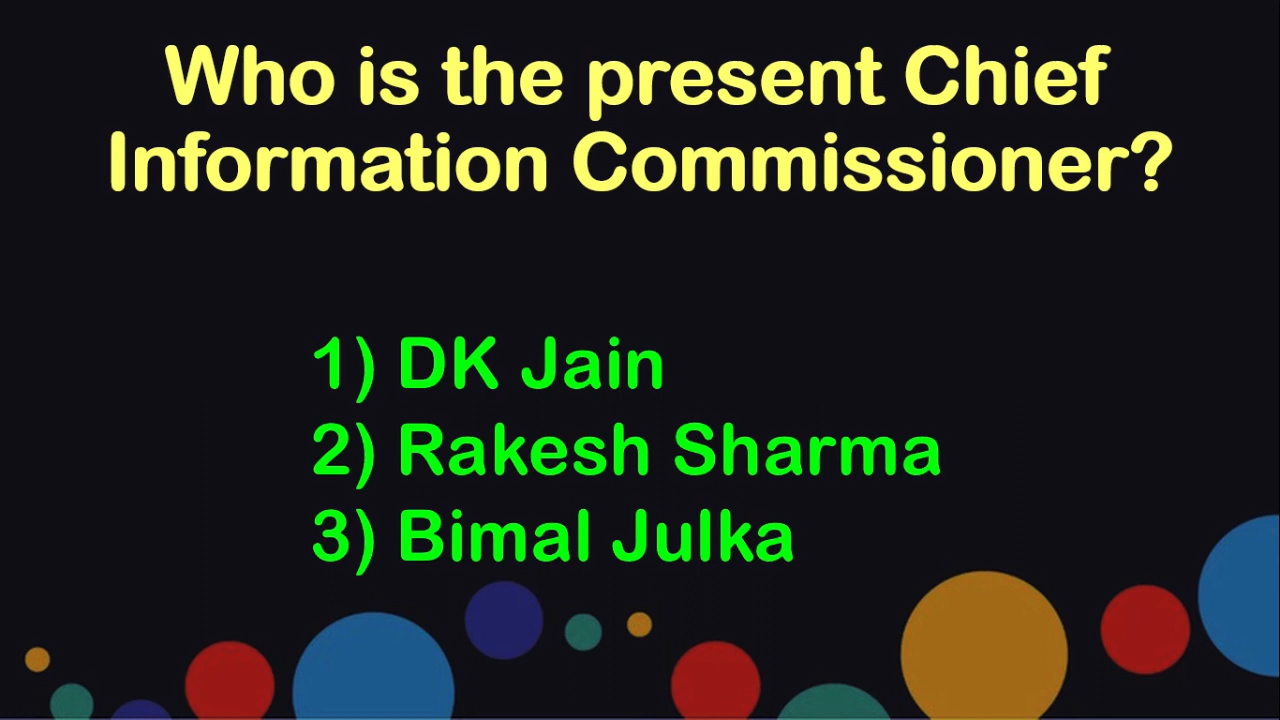 Who is the present Chief
Information Commissioner?
1) DK Jain
2) Rakesh Sharma
3) Bimal Julka